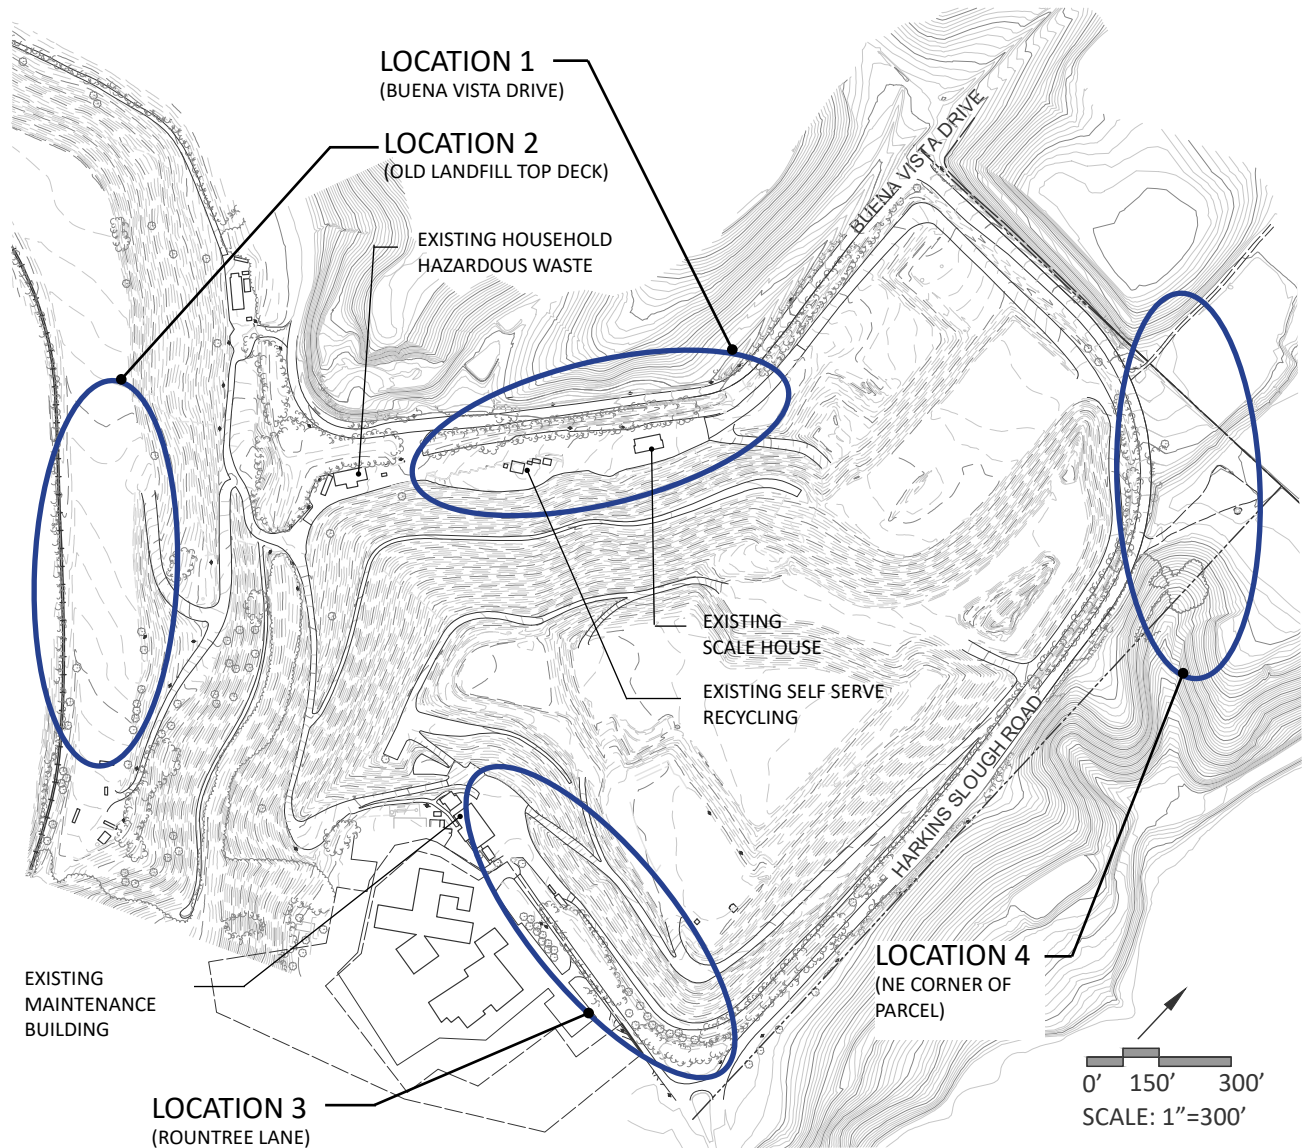 LOCATION 1
(BUENA VISTA DRIVE)
LOCATION 2
(OLD LANDFILL TOP DECK)
EXISTING HOUSEHOLD
HAZARDOUS WASTE
BUENA VISTA DRIVE
EXISTING
SCALE HOUSE
EXISTING SELF SERVE
RECYCLING
HARKINS SLOUGH ROAD
LOCATION 4
(NE CORNER OF
PARCEL)
EXISTING
MAINTENANCE
BUILDING
LOCATION 3
(ROUNTREE LANE)
0' 150' 300'
SCALE: 1”=300’